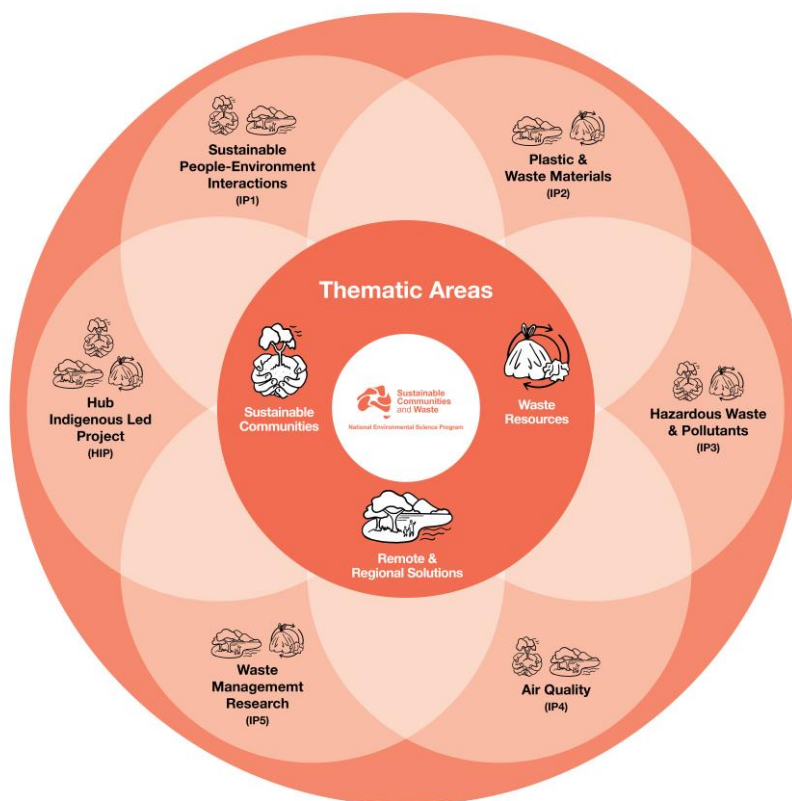 Sustainable
People-Environment
Interactions
(IP1)
Plastic &
Waste Materials
(IP2)
Thematic Areas
Hub
Indigenous Led
Project
(HIP)
Sustainable
Communities
Sustainable
Communities
and Waste
National Environmental Science Program
Waste
Resources
Hazardous Waste
& Pollutants
(IP3)
Remote &
Regional Solutions
Waste
Managememt
Research
(IP5)
Air Quality
(IP4)